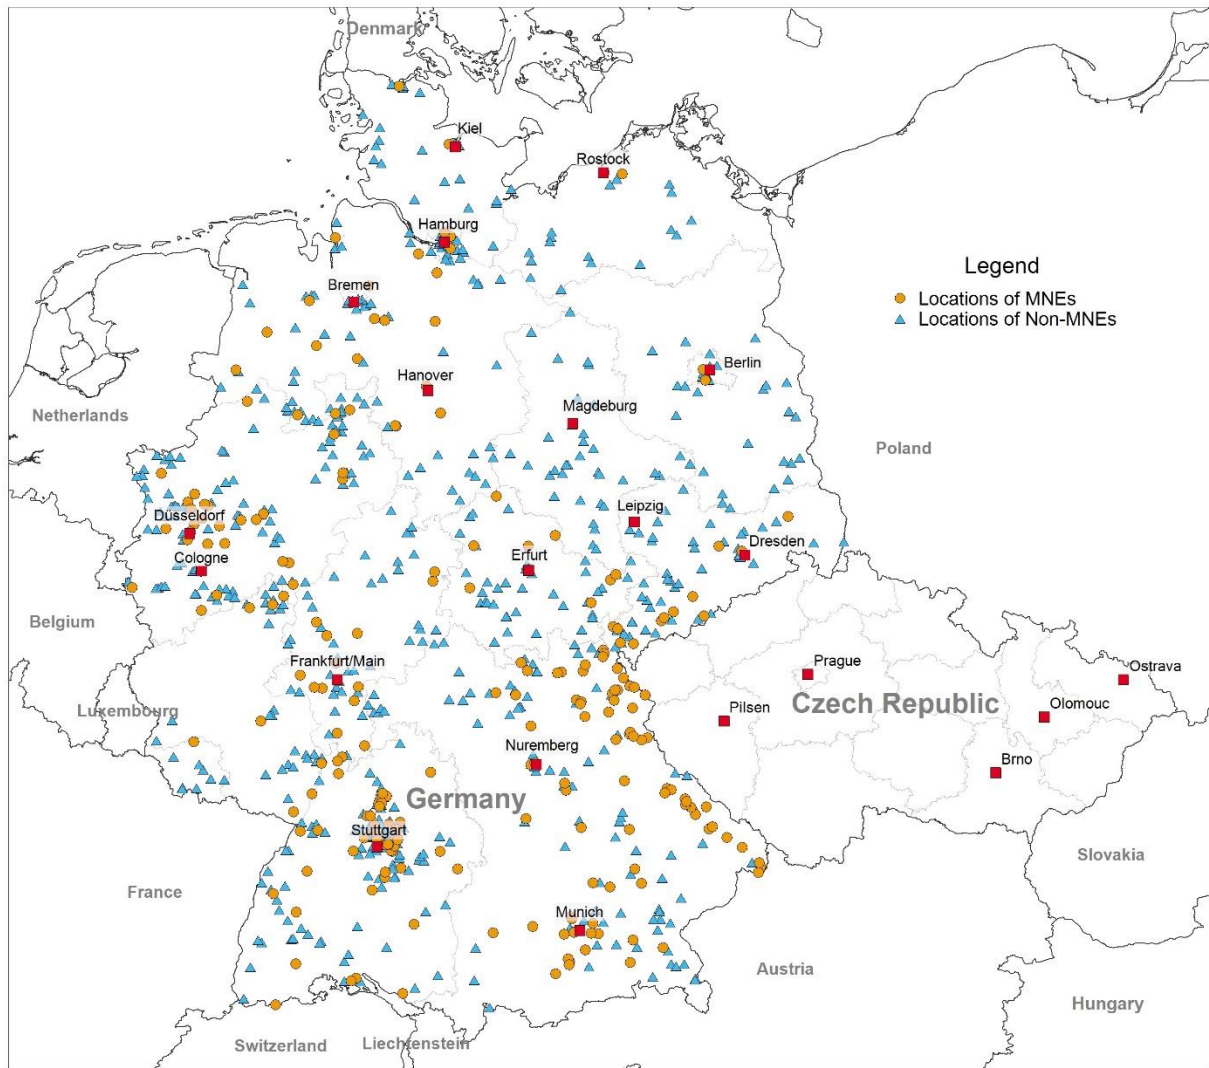 Denmark
Kiel
Rostock
Hamburg
Legend
Locations of MNEs
Bremen
Locations of Non-MNEs
Berlin
Hanover
Netherlands
Magdeburg
Poland
Leipzig
Düsseldorf
Dresden
Cologne
Erfurt
Belgium
Frankfurt/Main
Prague
Ostrava
Czech Republic
Luxembourg
Pilsen
Olomouc
Nuremberg
Brno
Germany
Stuttgart
Slovakia
France
Munich
Austria
Hungary
Switzerland
Liechtenstein